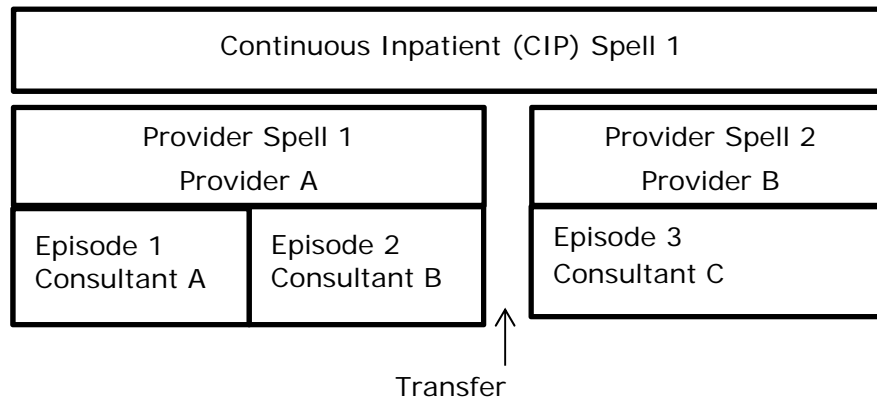 Continuous Inpatient (CIP) Spell 1
Provider Spell 1
Provider A
Provider Spell 2
Provider B
Episode 1
Consultant A
Episode 2
Consultant B
Episode 3
Consultant C
Transfer